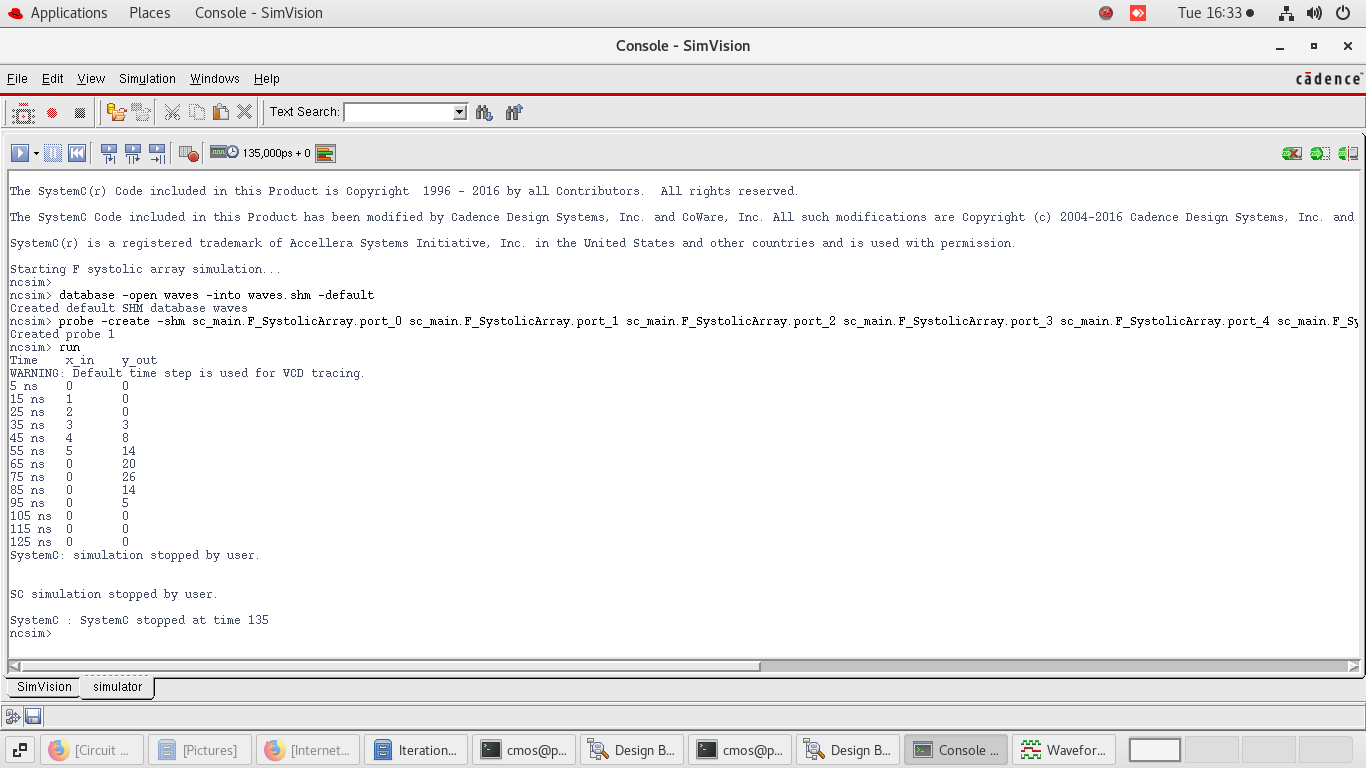 Applications Places Console - SimVision Tue 16:33
Console - SimVision
File Edit View Simulation Windows Help cādence
Text Search:
135,000ps + 0
The SystemC(r) Code included in this Product is Copyright 1996 - 2016 by all Contributors. All rights reserved.
The SystemC Code included in this Product has been modified by Cadence Design Systems, Inc. and CoWare, Inc. All such modifications are Copyright (c) 2004-2016 Cadence Design Systems, Inc. and
SystemC(r) is a registered trademark of Accellera Systems Initiative, Inc. in the United States and other countries and is used with permission.
Starting F systolic array simulation...
ncsim>
ncsim> database -open waves -into waves.shm -default
Created default SHM database waves
ncsim> probe -create -shm sc_main.F_SystolicArray.port_0 sc_main.F_SystolicArray.port_1 sc_main.F_SystolicArray.port_2 sc_main.F_SystolicArray.port_3 sc_main.F_SystolicArray.port_4 sc_main.F_Sy
Created probe 1
ncsim> run
Time x_in y_out
WARNING: Default time step is used for VCD tracing.
5 ns 0 0
15 ns 1 0
25 ns 2 0
35 ns 3 3
45 ns 4 8
55 ns 5 14
65 ns 0 20
75 ns 0 26
85 ns 0 14
95 ns 0 5
105 ns 0 0
115 ns 0 0
125 ns 0 0
SystemC: simulation stopped by user.
SC simulation stopped by user.
SystemC : SystemC stopped at time 135
ncsim>
SimVision simulator
[Circuit ... [Pictures] [Internet... Iteration... cmos@p... Design B... cmos@p... Design B... Console ... Wavefor...